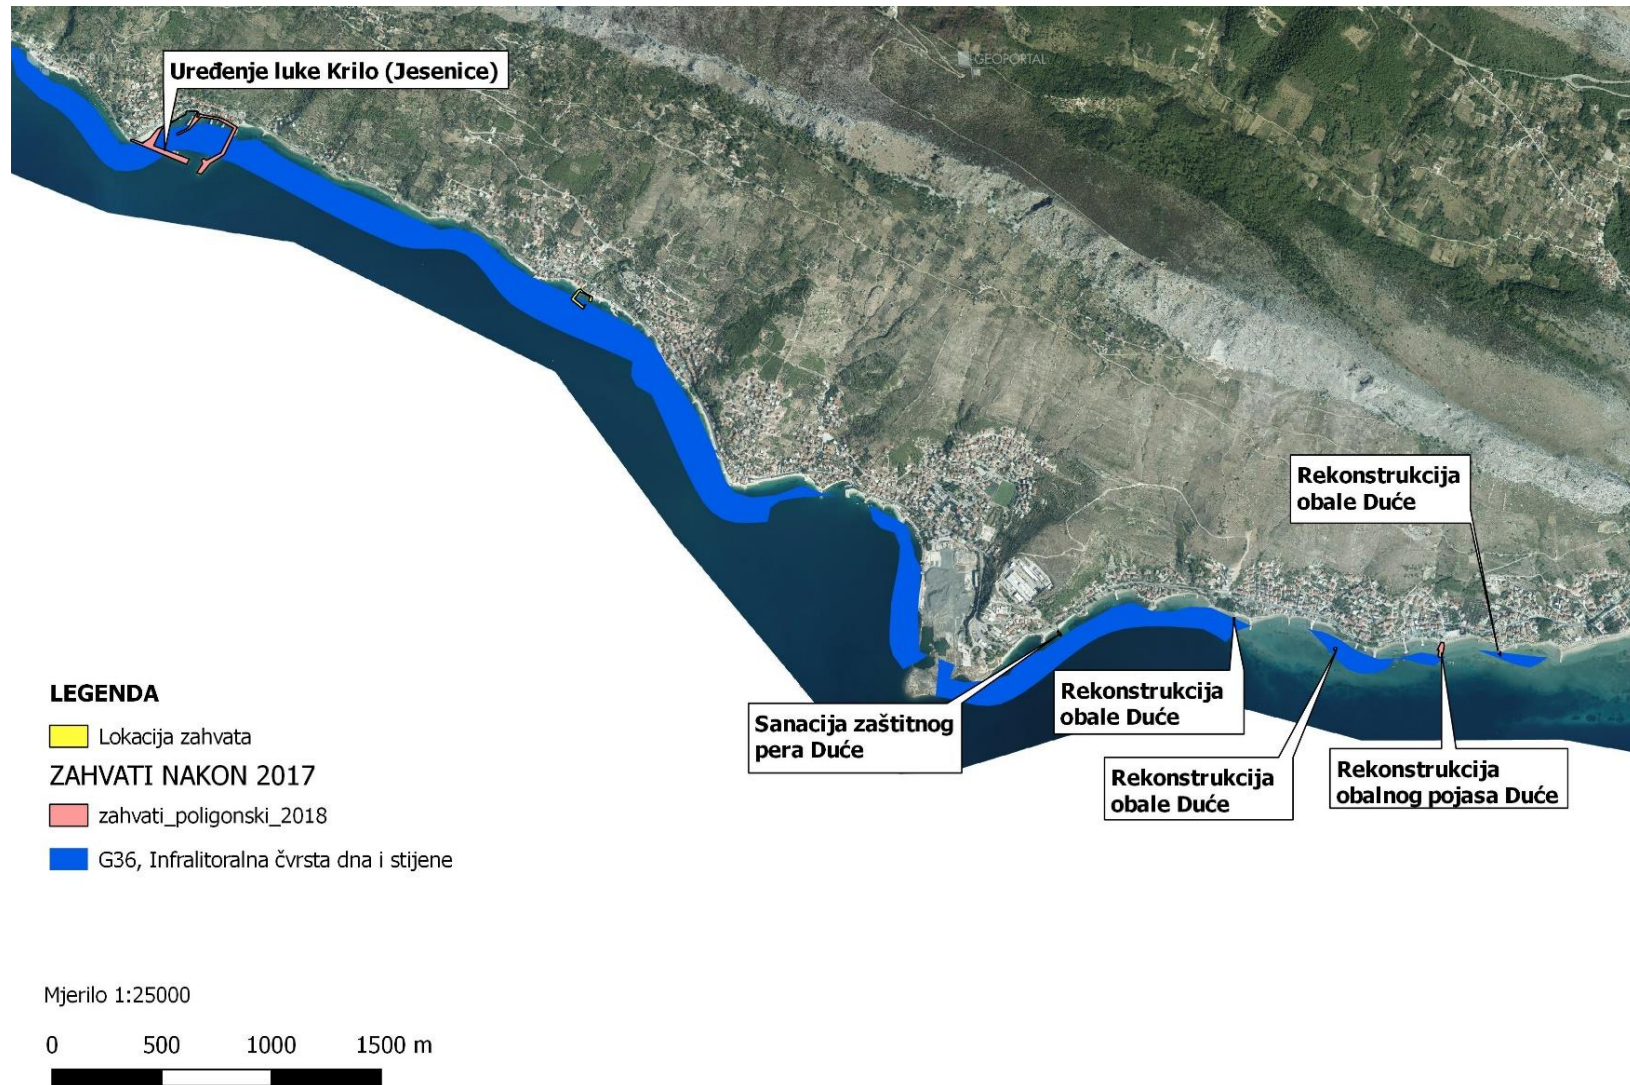 GEOPORTAL
Uređenje luke Krilo (Jesenice)
Rekonstrukcija
obale Duće
Sanacija zaštitnog
pera Duće
Rekonstrukcija
obale Duće
Rekonstrukcija
obale Duće
Rekonstrukcija
obalnog pojasa Duće
LEGENDA
Lokacija zahvata
ZAHVATI NAKON 2017
zahvati_poligonski_2018
G36, Infralitoralna čvrsta dna i stijene
Mjerilo 1:25000
0 500 1000 1500 m